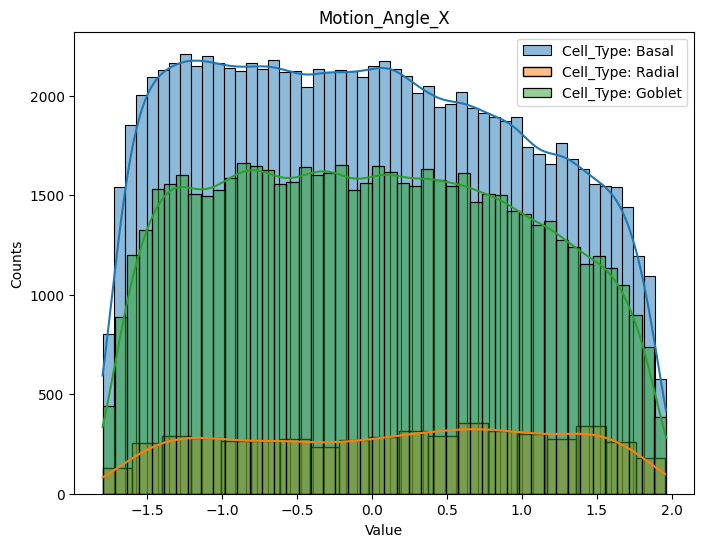 Motion_Angle_X
Cell_Type: Basal
Cell_Type: Radial
Cell_Type: Goblet
Counts
2000
1500
1000
500
0
−1.5 −1.0 −0.5 0.0 0.5 1.0 1.5 2.0
Value